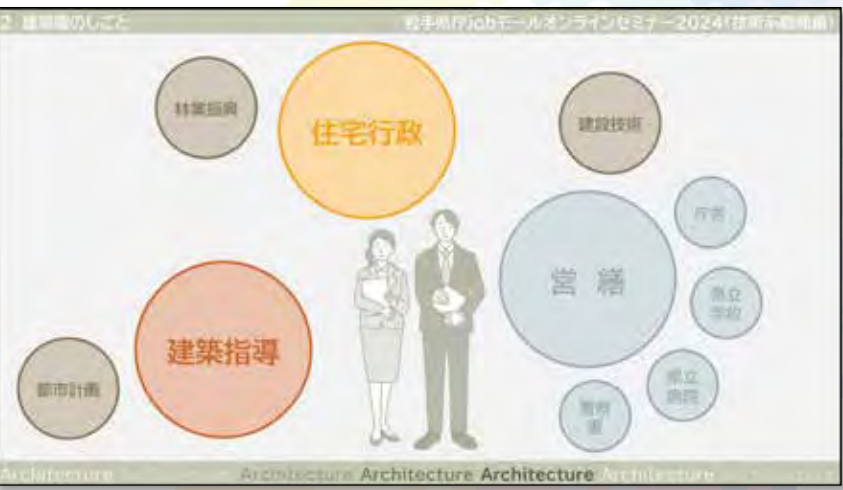 2 建築職のしごと
岩手県庁jobモールオンラインセミナー2024(技術系職種編)
林業振興
住宅行政
建設技術
庁舎
営 繕
県立
学校
建築指導
都市計画
県立
病院
警察
署
Architecture
Architecture Architecture Architecture Architecture